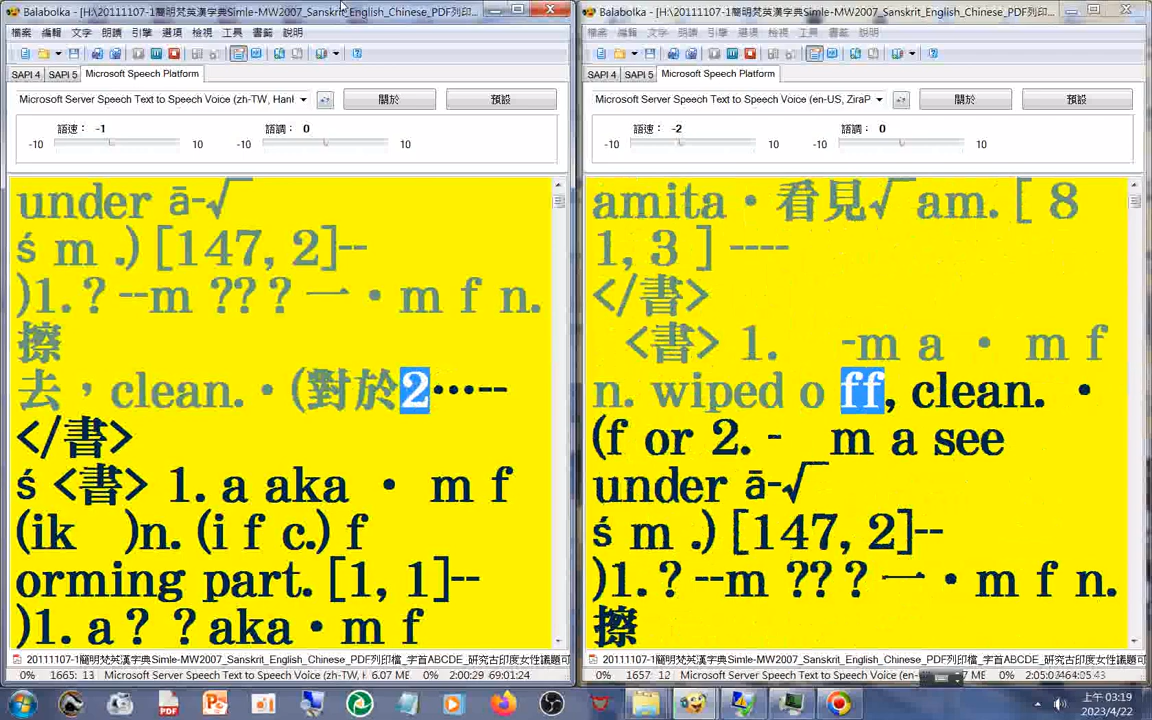 Balabolka - [H:\20111107-1簡明梵英漢字典Simle-MW2007_Sanskrit_English_Chinese_PDF列印...
檔案 編輯 文字 朗讀 引擎 選項 檢視 工具 書籤 說明
SAPI 4 SAPI 5 Microsoft Speech Platform
Microsoft Server Speech Text to Speech Voice (zh-TW, Hanl
關於 預設
語速： -1 語調： 0
-10 10 -10 10
under ā-√
ś m .) [147, 2]--
)1. ? --m ?? ? 一 • m f n.
擦
去，clean. • (對於2…--
</書>
ś <書> 1. a aka • m f
(ik )n. (i f c.) f
orming part. [1, 1]--
)1. a ? ? aka • m f
20111107-1簡明梵英漢字典Simle-MW2007_Sanskrit_English_Chinese_PDF列印檔_字首ABCDE_研究古印度女性議題可
0% 1665: 13 Microsoft Server Speech Text to Speech Voice (zh-TW, 6.07 MB 0% 2:00:29 69:01:24
Balabolka - [H:\20111107-1簡明梵英漢字典Simle-MW2007_Sanskrit_English_Chinese_PDF列印...
檔案 編輯 文字 朗讀 引擎 選項 檢視 工具 書籤 說明
SAPI 4 SAPI 5 Microsoft Speech Platform
Microsoft Server Speech Text to Speech Voice (en-US, ZiraP
關於 預設
語速： -2 語調： 0
-10 10 -10 10
amita • 看見√ am. [ 8
1, 3 ] ----
</書>
<書> 1. -m a • m f
n. wiped o ff, clean. •
(f or 2. - m a see
under ā-√
ś m .) [147, 2]--
)1. ? --m ?? ? 一 • m f n.
擦
20111107-1簡明梵英漢字典Simle-MW2007_Sanskrit_English_Chinese_PDF列印檔_字首ABCDE_研究古印度女性議題可
0% 1657: 12 Microsoft Server Speech Text to Speech Voice 0%
上午 03:19
2023/4/22